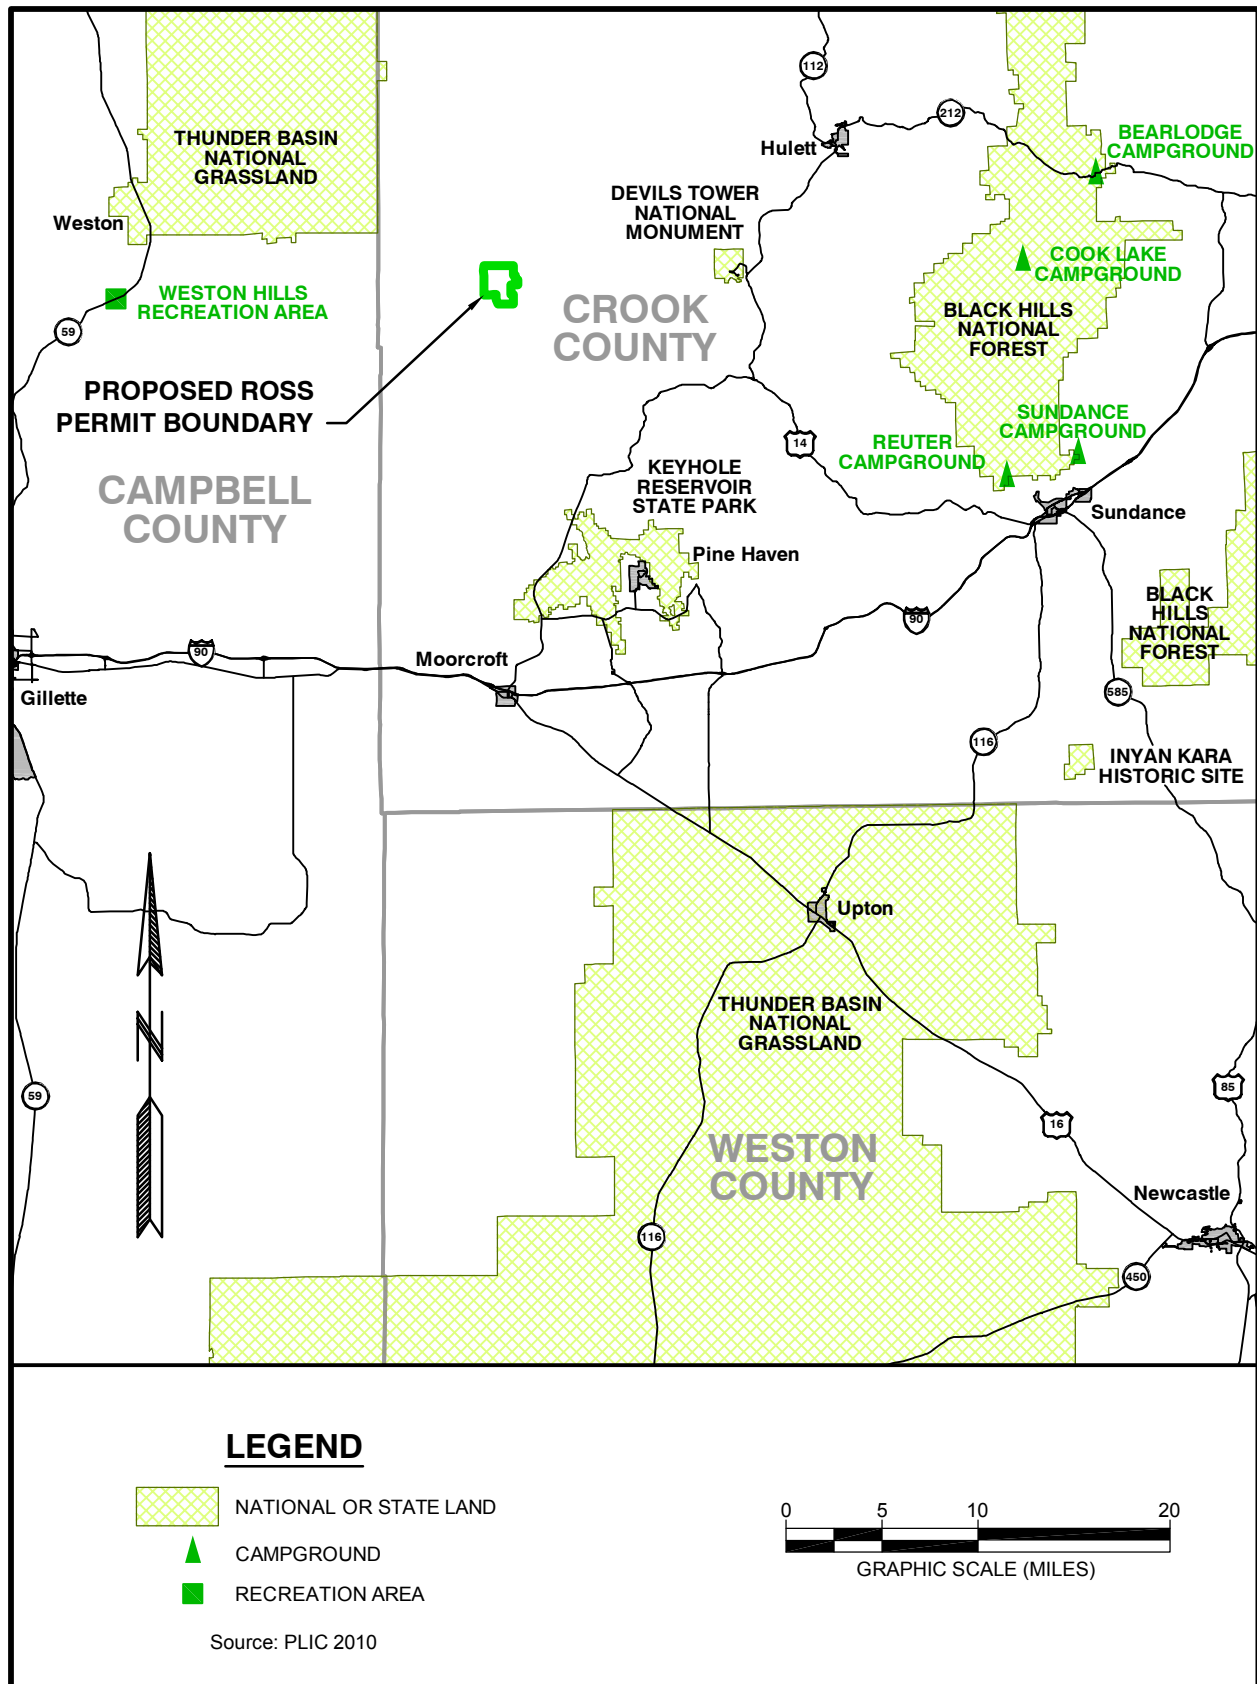 112
212
BEARLODGE
CAMPGROUND
Hulett
THUNDER BASIN
NATIONAL
GRASSLAND
DEVILS TOWER
NATIONAL
MONUMENT
Weston
COOK LAKE
CAMPGROUND
WESTON HILLS
RECREATION AREA
CROOK
COUNTY
BLACK HILLS
NATIONAL
FOREST
59
PROPOSED ROSS
PERMIT BOUNDARY
SUNDANCE
CAMPGROUND
REUTER
CAMPGROUND
14
KEYHOLE
RESERVOIR
STATE PARK
CAMPBELL
COUNTY
Sundance
Pine Haven
BLACK
HILLS
NATIONAL
FOREST
90
90
Moorcroft
Gillette
585
116
INYAN KARA
HISTORIC SITE
Upton
THUNDER BASIN
NATIONAL
GRASSLAND
N
59
85
16
WESTON
COUNTY
Newcastle
116
450
LEGEND
NATIONAL OR STATE LAND
CAMPGROUND
RECREATION AREA
Source: PLIC 2010
0 5 10 20
GRAPHIC SCALE (MILES)